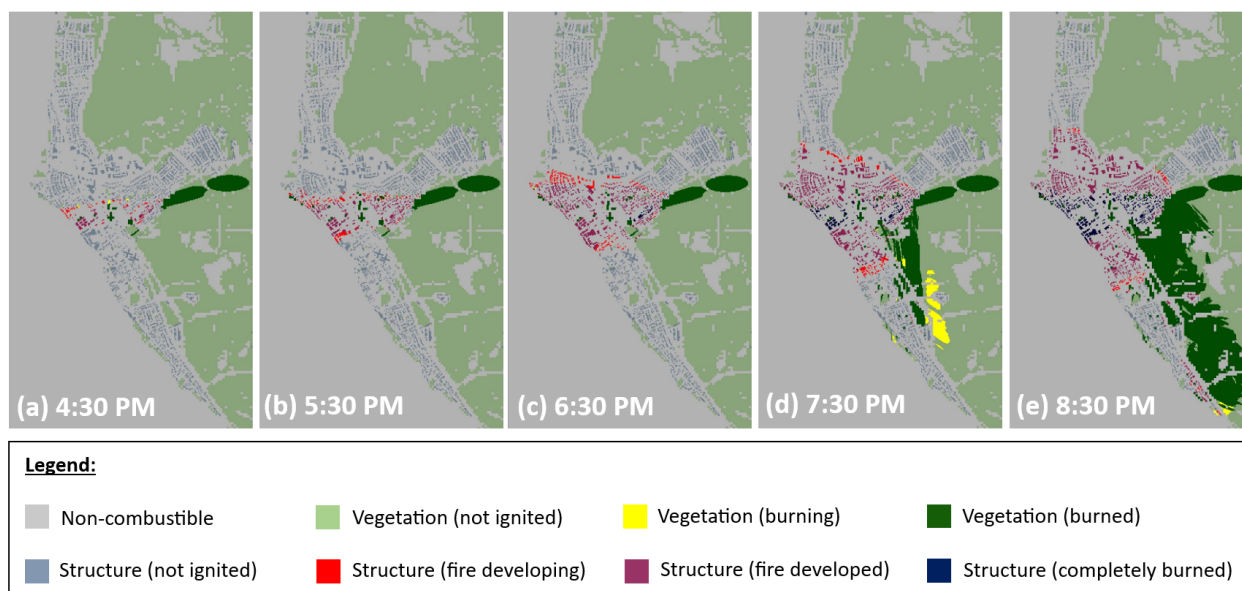 (a) 4:30 PM (b) 5:30 PM (c) 6:30 PM (d) 7:30 PM (e) 8:30 PM
Legend:
Non-combustible Vegetation (not ignited) Vegetation (burning) Vegetation (burned)
Structure (not ignited) Structure (fire developing) Structure (fire developed) Structure (completely burned)